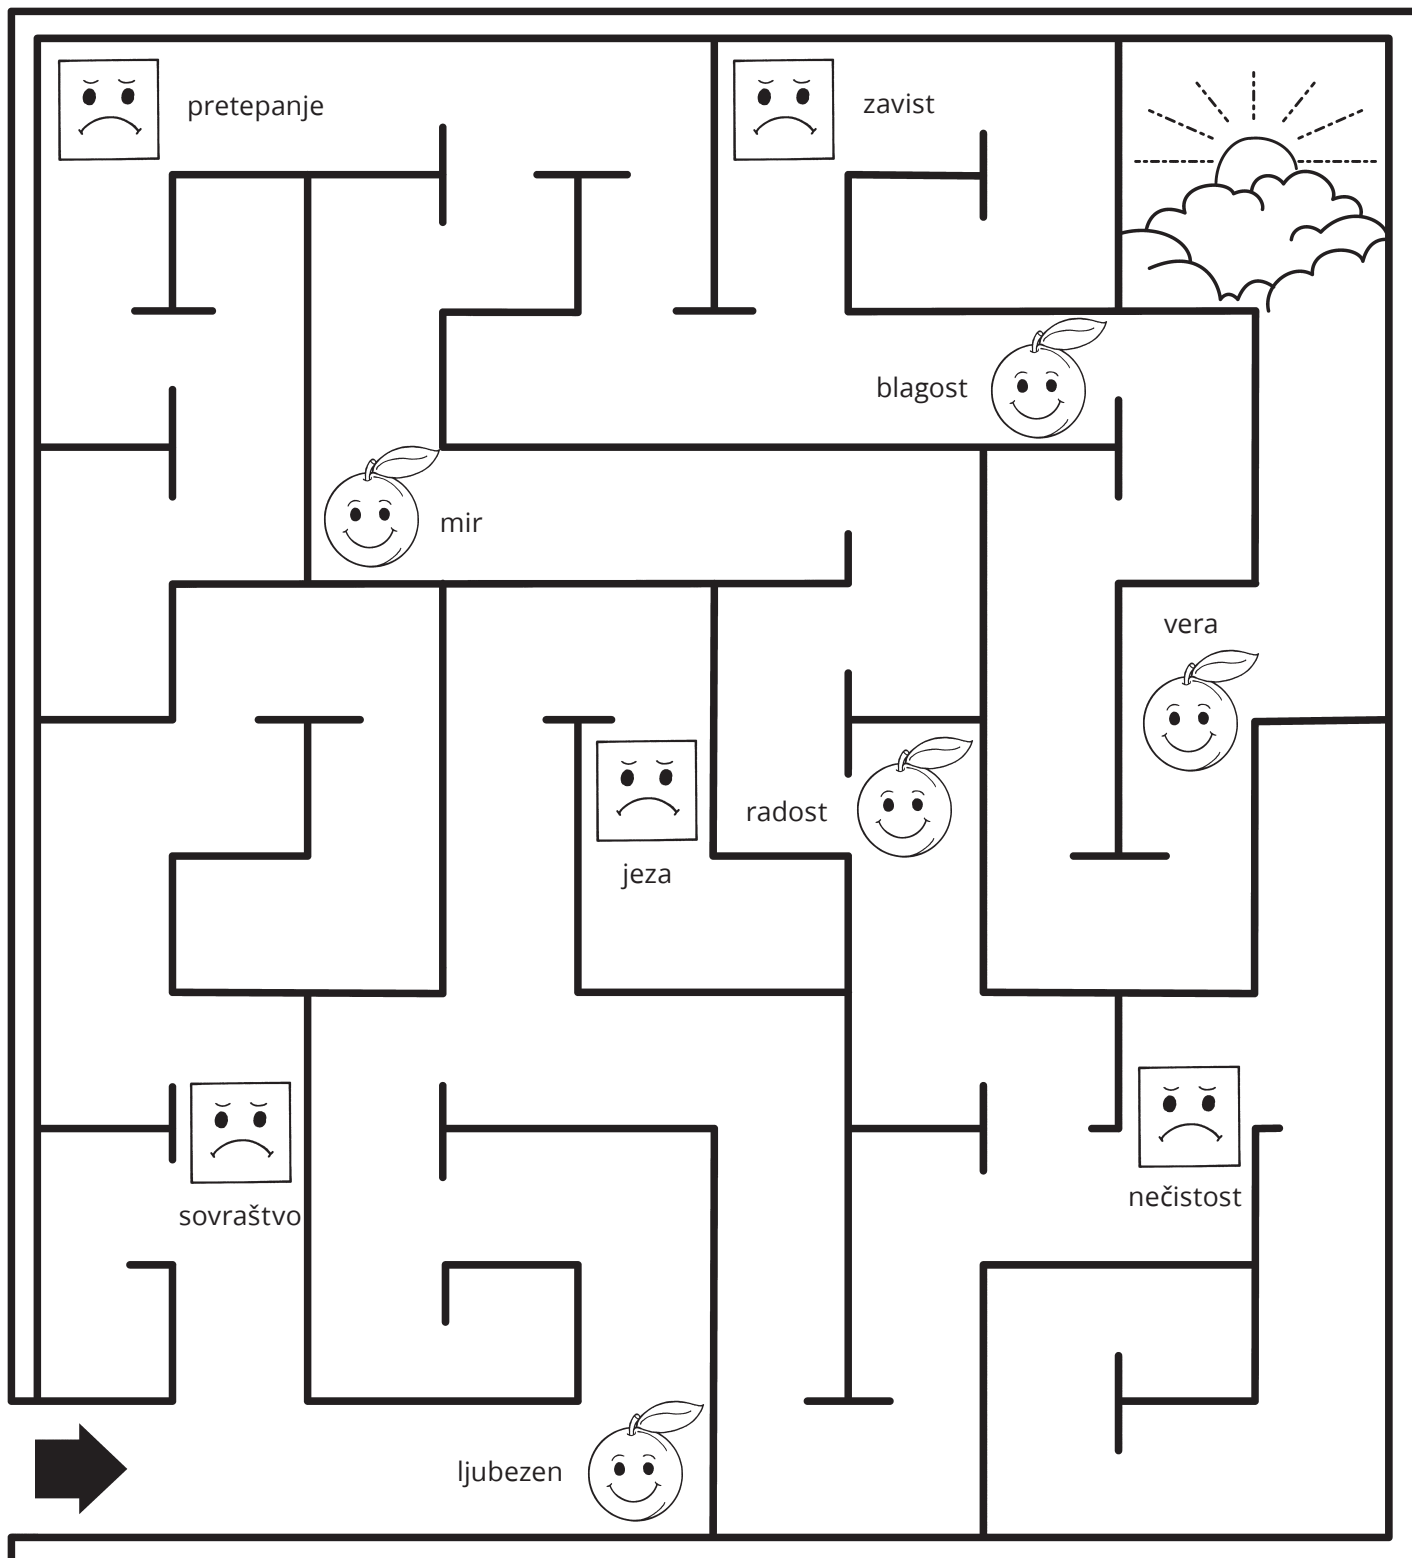 pretepanje
zavist
blagost
mir
vera
radost
jeza
nečistost
sovraštvo
ljubezen